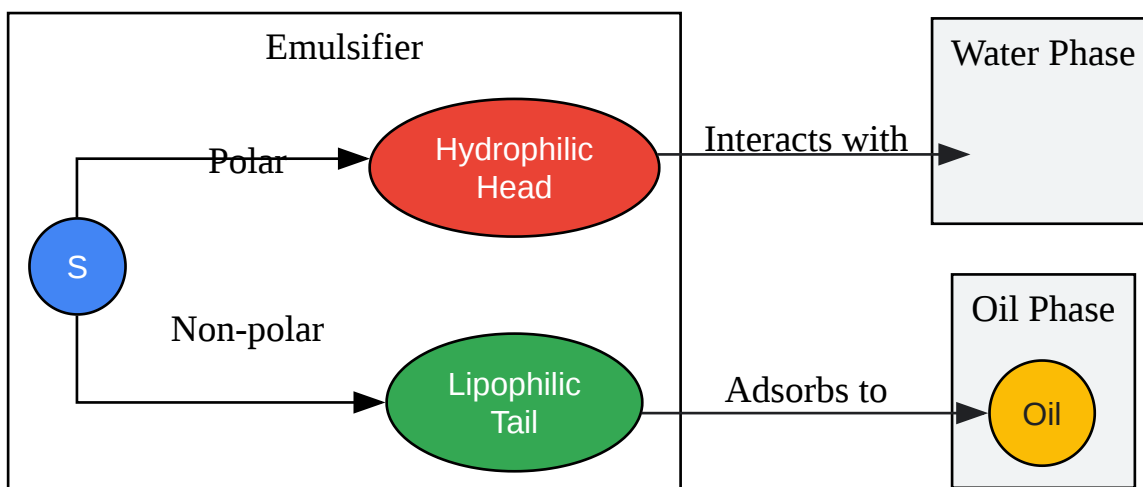 Emulsifier
Water Phase
Hydrophilic
Head
Interacts with
Polar
S
Non-polar
Oil Phase
Lipophilic
Tail
Adsorbs to
Oil